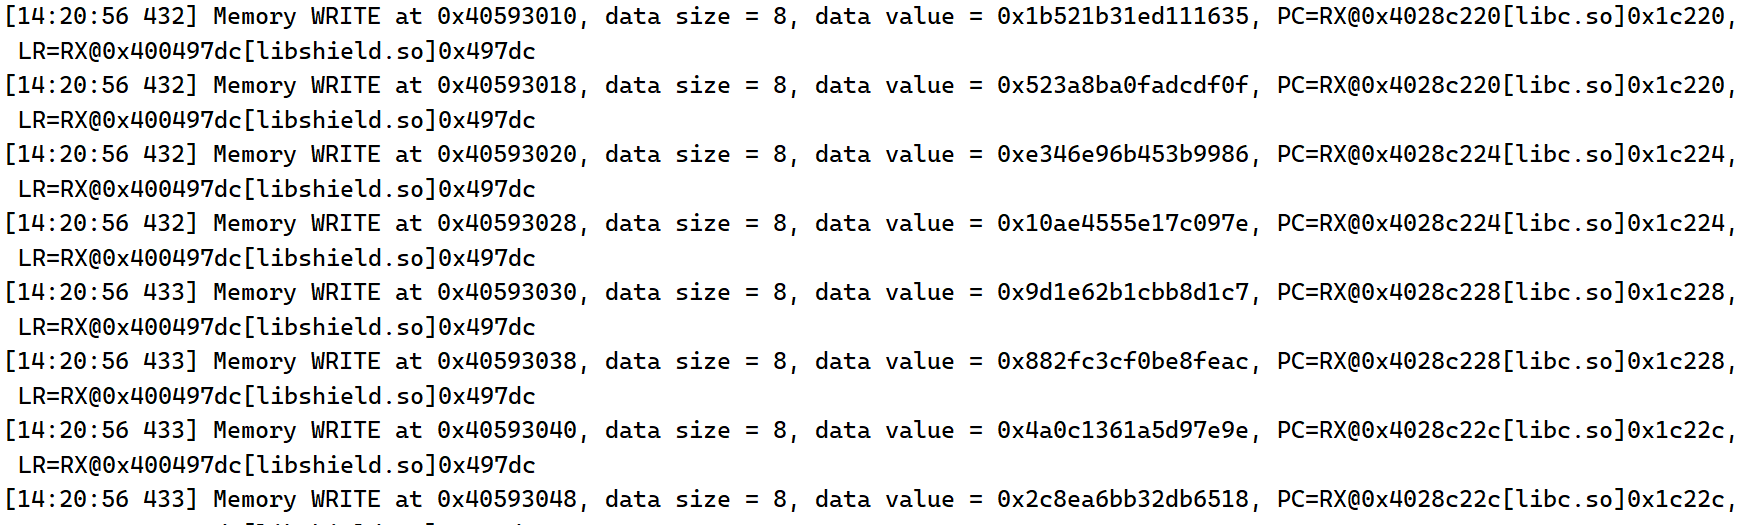 [14:20:56 432] Memory WRITE at 0x40593010, data size = 8, data value = 0x1b521b31ed111635, PC=RX@0x4028c220[libc.so]0x1c220,
LR=RX@0x400497dc[libshield.so]0x497dc
[14:20:56 432] Memory WRITE at 0x40593018, data size = 8, data value = 0x523a8ba0fadcdf0f, PC=RX@0x4028c220[libc.so]0x1c220,
LR=RX@0x400497dc[libshield.so]0x497dc
[14:20:56 432] Memory WRITE at 0x40593020, data size = 8, data value = 0xe346e96b453b9986, PC=RX@0x4028c224[libc.so]0x1c224,
LR=RX@0x400497dc[libshield.so]0x497dc
[14:20:56 432] Memory WRITE at 0x40593028, data size = 8, data value = 0x10ae4555e17c097e, PC=RX@0x4028c224[libc.so]0x1c224,
LR=RX@0x400497dc[libshield.so]0x497dc
[14:20:56 433] Memory WRITE at 0x40593030, data size = 8, data value = 0x9d1e62b1cbb8d1c7, PC=RX@0x4028c228[libc.so]0x1c228,
LR=RX@0x400497dc[libshield.so]0x497dc
[14:20:56 433] Memory WRITE at 0x40593038, data size = 8, data value = 0x882fc3cf0be8feac, PC=RX@0x4028c228[libc.so]0x1c228,
LR=RX@0x400497dc[libshield.so]0x497dc
[14:20:56 433] Memory WRITE at 0x40593040, data size = 8, data value = 0x4a0c1361a5d97e9e, PC=RX@0x4028c22c[libc.so]0x1c22c,
LR=RX@0x400497dc[libshield.so]0x497dc
[14:20:56 433] Memory WRITE at 0x40593048, data size = 8, data value = 0x2c8ea6bb32db6518, PC=RX@0x4028c22c[libc.so]0x1c22c,